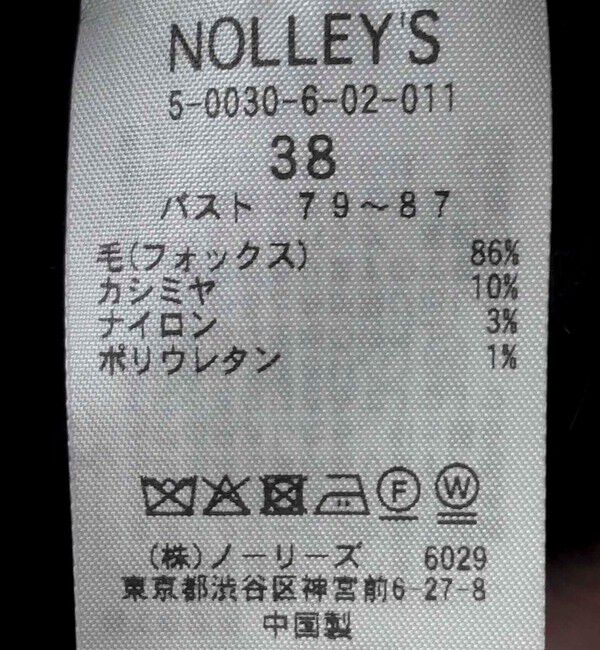 NOLLEY'S
5-0030-6-02-011
38
バスト 79～87
毛(フォックス) 86%
カシミヤ 10%
ナイロン 3%
ポリウレタン 1%
F W
(株)ノーリーズ 6029
東京都渋谷区神宮前6-27-8
中国製